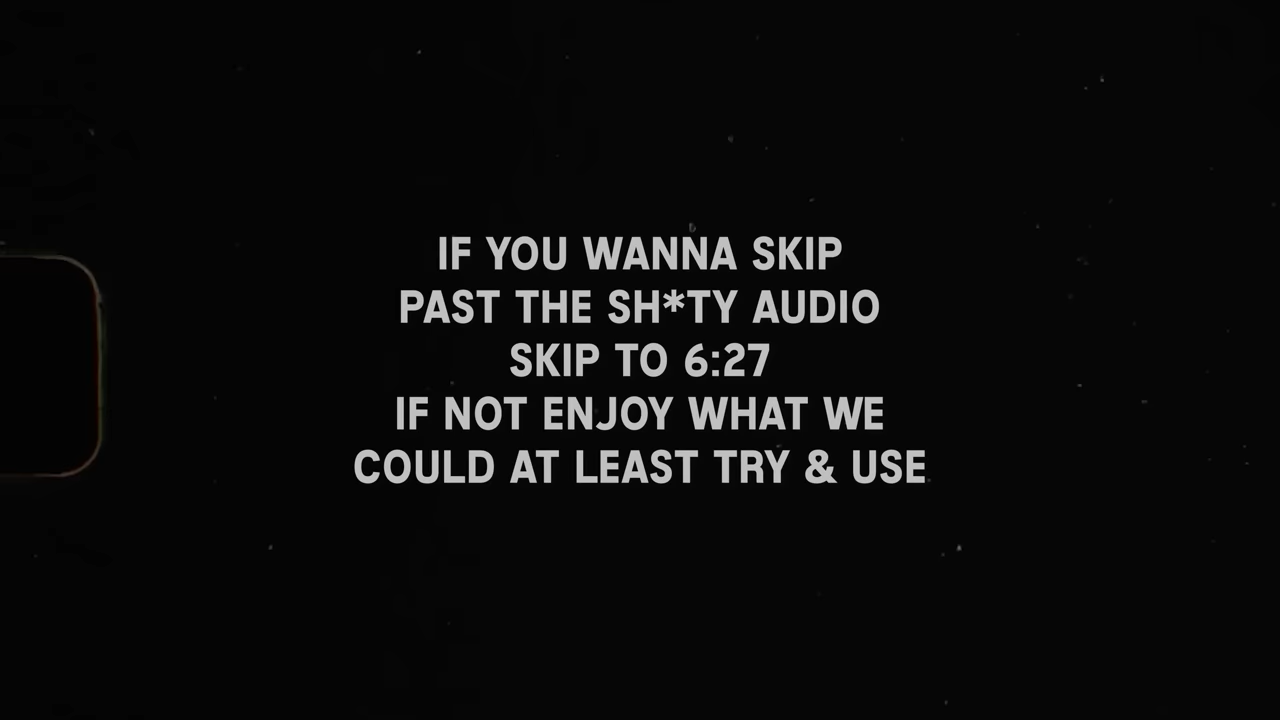 IF YOU WANNA SKIP
PAST THE SH*TY AUDIO
SKIP TO 6:27
IF NOT ENJOY WHAT WE
COULD AT LEAST TRY & USE